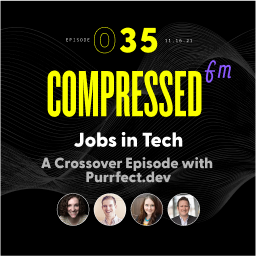 EPISODE 035 11.16.21
COMPRESSED fm
Jobs in Tech
A Crossover Episode with
Purrfect.dev